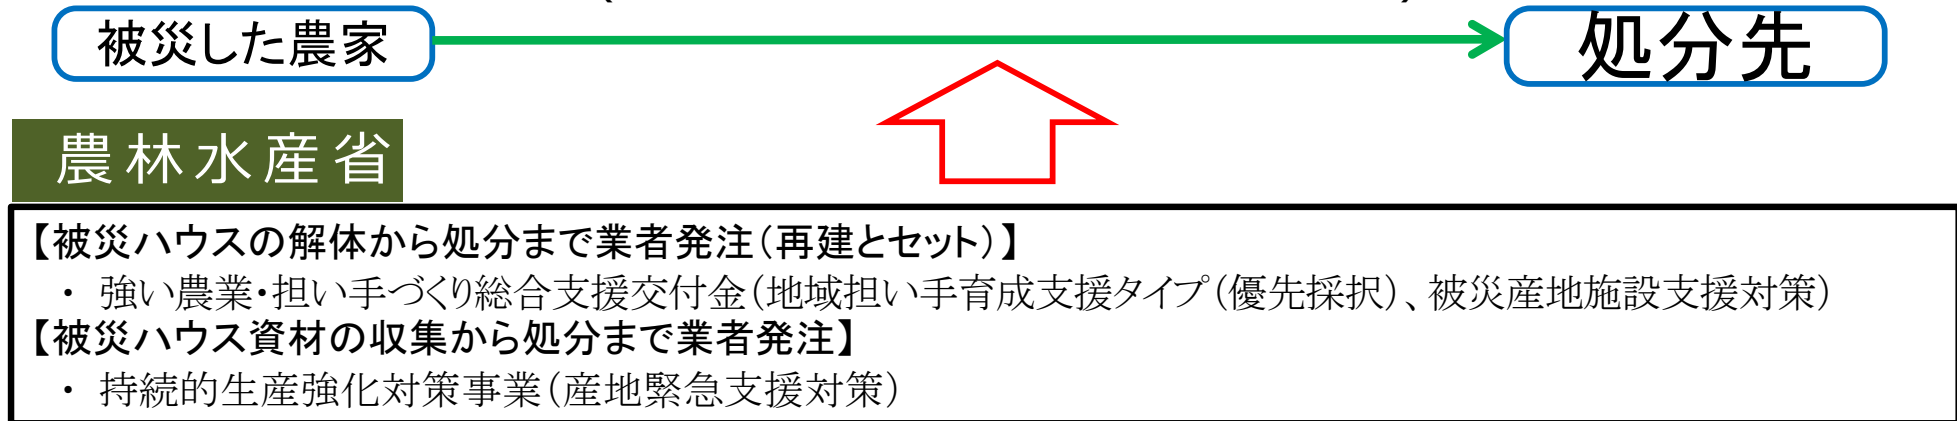 被災した農家
処分先
農林水産省
【被災ハウスの解体から処分まで業者発注(再建とセット)】
・ 強い農業・担い手づくり総合支援交付金(地域担い手育成支援タイプ(優先採択)、被災産地施設支援対策)
【被災ハウス資材の収集から処分まで業者発注】
・ 持続的生産強化対策事業(産地緊急支援対策)